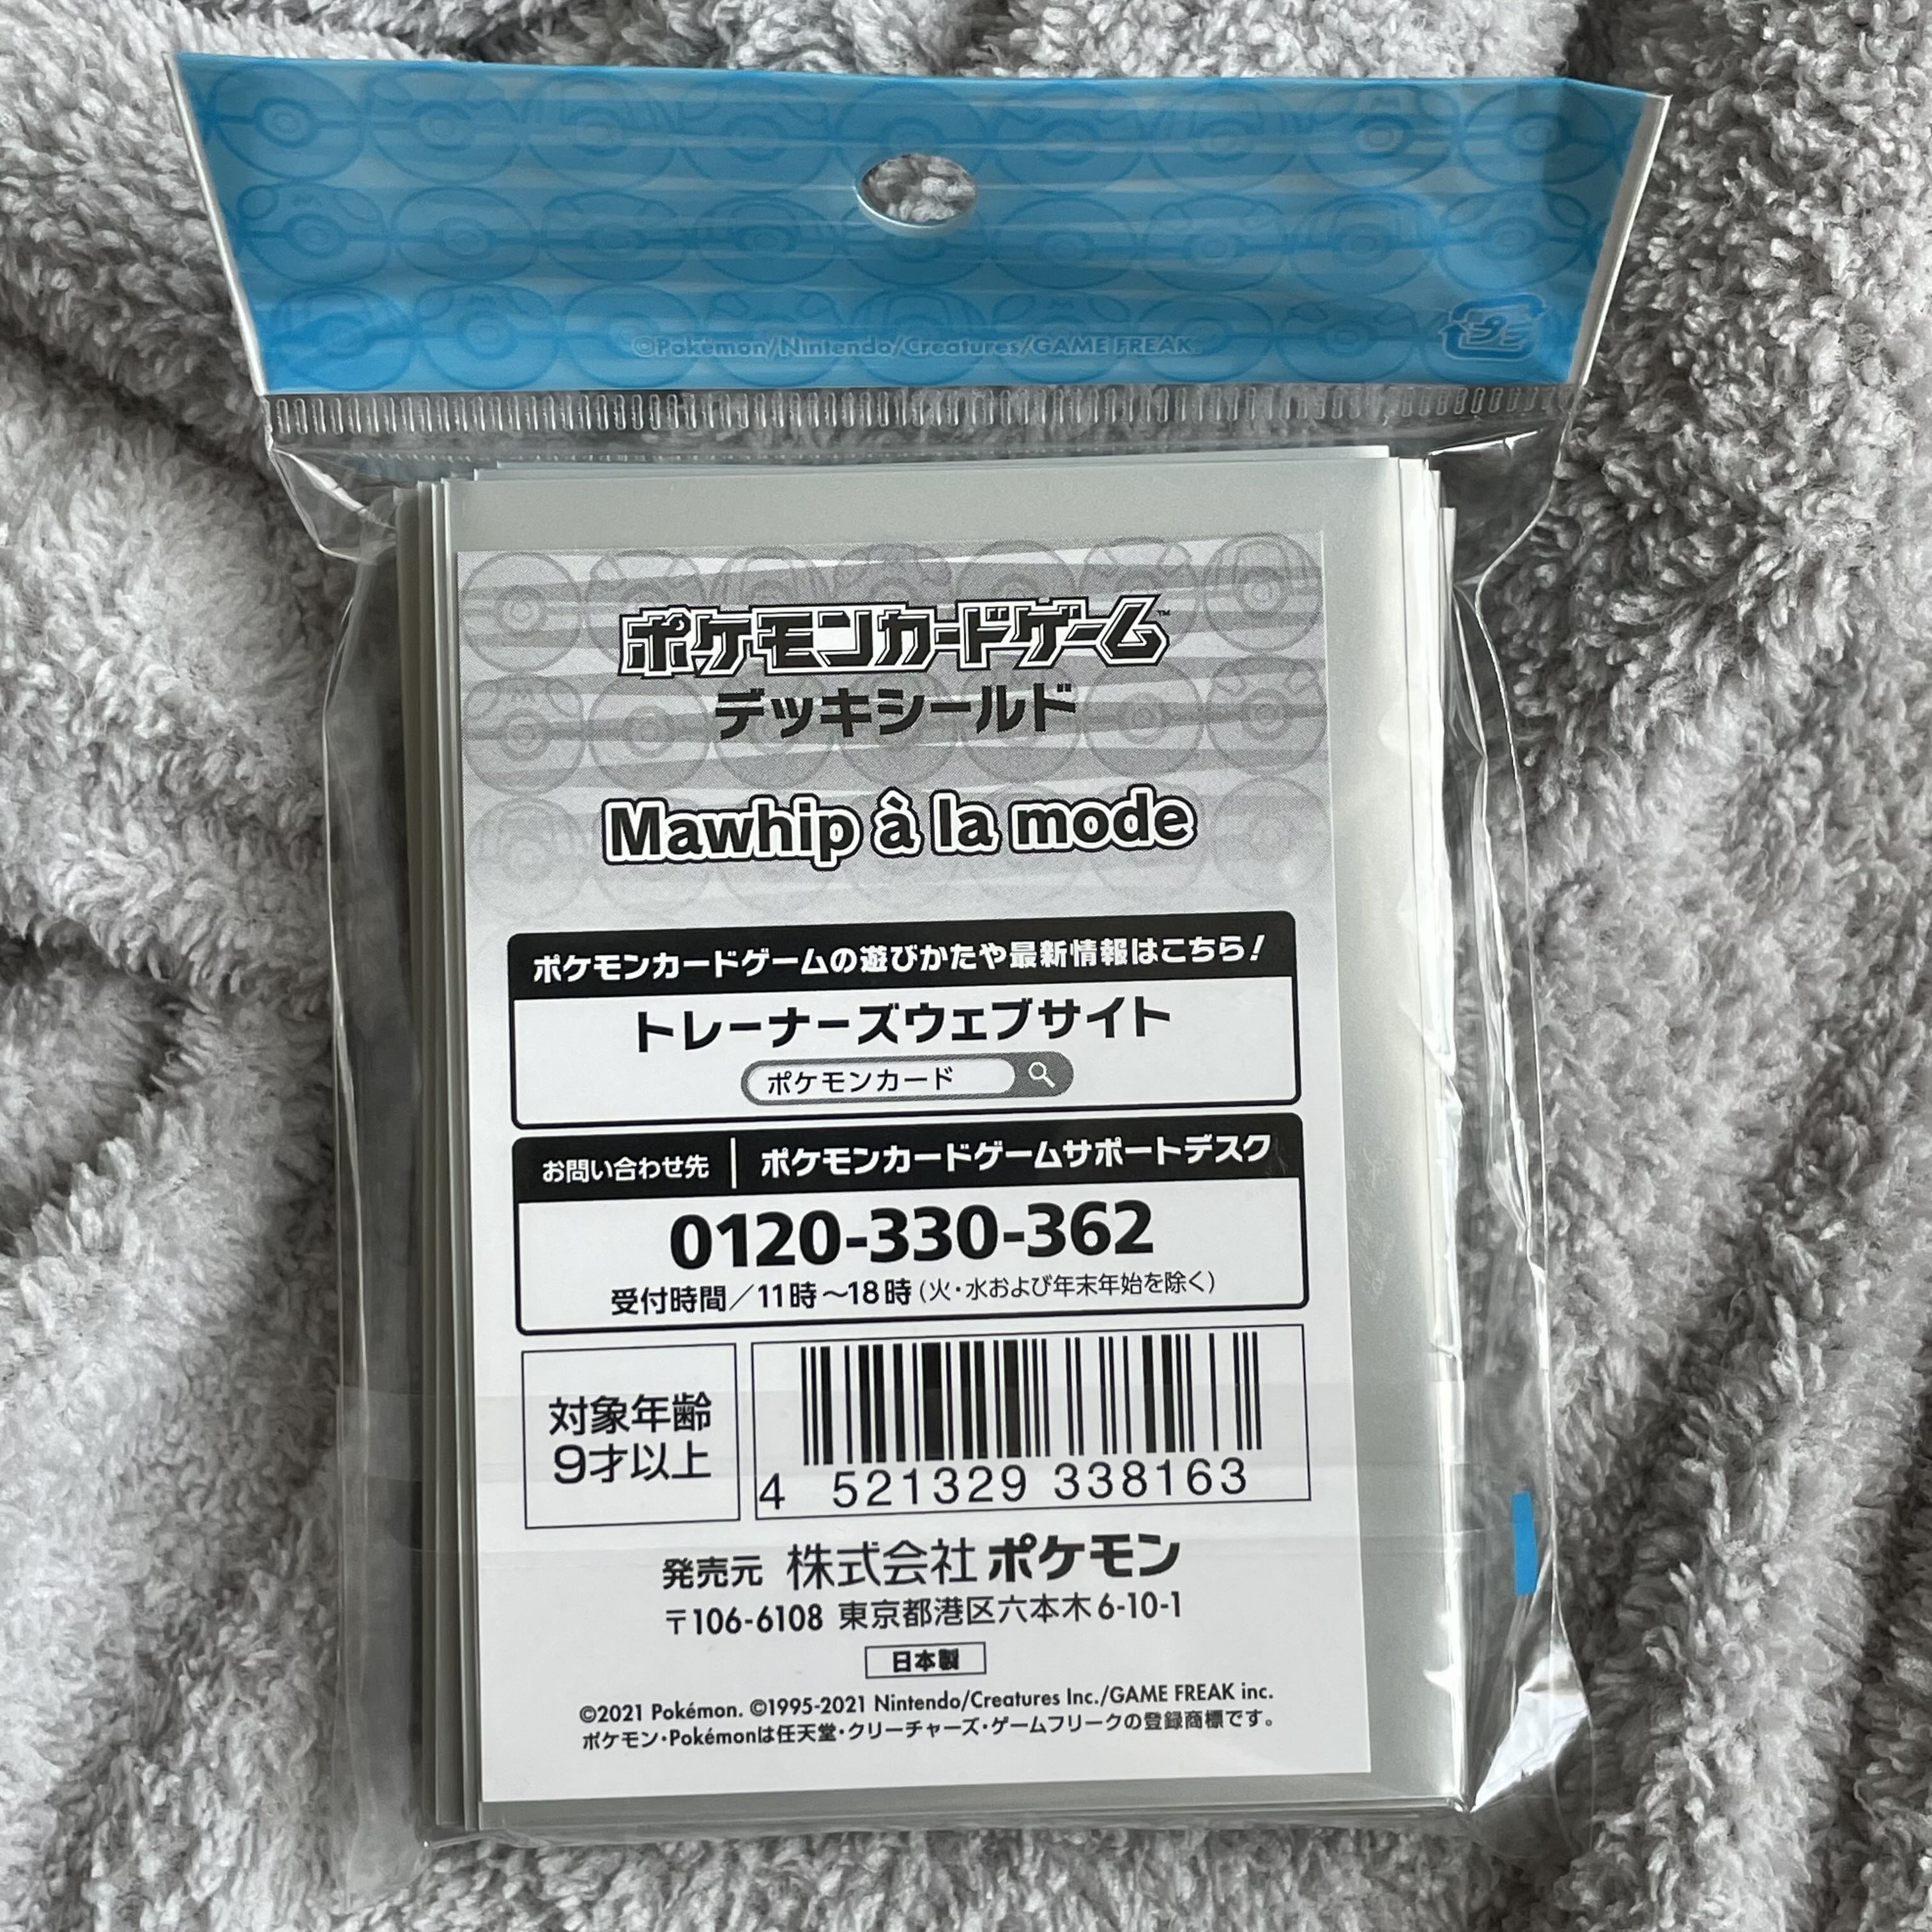 ©Pokémon/Nintendo/Creatures/GAME FREAK.
プラ
ポケモンカードゲーム™
デッキシールド
Mawhip à la mode
ポケモンカードゲームの遊びかたや最新情報はこちら!
トレーナーズウェブサイト
ポケモンカード
お問い合わせ先 ポケモンカードゲームサポートデスク
0120-330-362
受付時間/11時~18時(火・水および年末年始を除く)
対象年齢
9才以上
4 521329 338163
発売元 株式会社ポケモン
〒106-6108 東京都港区六本木6-10-1
日本製
©2021 Pokémon. ©1995-2021 Nintendo/Creatures Inc./GAME FREAK inc.
ポケモン・Pokémonは任天堂・クリーチャーズ・ゲームフリークの登録商標です。